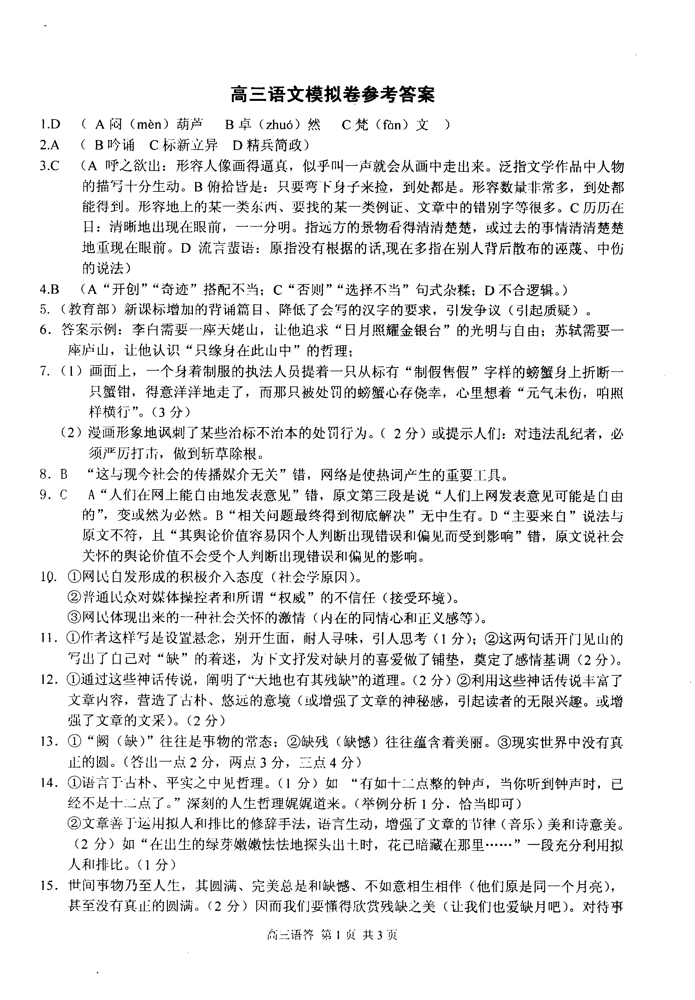 高三语文模拟卷参考答案
1.D （ A 闷（mèn）葫芦 B 卓（zhuó）然 C 梵（fàn）文 ）
2.A （ B 吟诵 C 标新立异 D 精兵简政）
3.C （A 呼之欲出：形容人像画得逼真，似乎叫一声就会从画中走出来。泛指文学作品中人物
的描写十分生动。B 俯拾皆是：只要弯下身子来捡，到处都是。形容数量非常多，到处都
能得到。形容地上的某一类东西、要找的某一类例证、文章中的错别字等很多。C 历历在
目：清晰地出现在眼前，一一分明。指远方的景物看得清清楚楚，或过去的事情清清楚楚
地重现在眼前。D 流言蜚语：原指没有根据的话,现在多指在别人背后散布的诬蔑、中伤
的说法）
4.B （A “开创”“奇迹”搭配不当；C “否则”“选择不当”句式杂糅；D 不合逻辑。）
5.（教育部）新课标增加的背诵篇目、降低了会写的汉字的要求，引发争议（引起质疑）。
6．答案示例：李白需要一座天姥山，让他追求“日月照耀金银台”的光明与自由；苏轼需要一
座庐山，让他认识“只缘身在此山中”的哲理；
7.（1）画面上，一个身着制服的执法人员提着一只从标有“制假售假”字样的螃蟹身上折断一
只蟹钳，得意洋洋地走了，而那只被处罚的螃蟹心存侥幸，心里想着“元气未伤，咱照
样横行”。（3 分）
（2）漫画形象地讽刺了某些治标不治本的处罚行为。（ 2 分）或提示人们：对违法乱纪者，必
须严厉打击，做到斩草除根。
8．B “这与现今社会的传播媒介无关”错，网络是使热词产生的重要工具。
9．C A“人们在网上能自由地发表意见”错，原文第三段是说“人们上网发表意见可能是自由
的”，变或然为必然。B“相关问题最终得到彻底解决”无中生有。D“主要来自”说法与
原文不符，且“其舆论价值容易因个人判断出现错误和偏见而受到影响”错，原文说社会
关怀的舆论价值不会受个人判断出现错误和偏见的影响。
10. ①网民自发形成的积极介入态度（社会学原因）。
②普通民众对媒体操控者和所谓“权威”的不信任（接受环境）。
③网民体现出来的一种社会关怀的激情（内在的同情心和正义感等）。
11．①作者这样写是设置悬念，别开生面，耐人寻味，引人思考（1 分）；②这两句话开门见山的
写出了自己对“缺”的着迷，为下文抒发对缺月的喜爱做了铺垫，奠定了感情基调（2 分）。
12．①通过这些神话传说，阐明了“天地也有其残缺”的道理。（2 分）②利用这些神话传说丰富了
文章内容，营造了古朴、悠远的意境（或增强了文章的神秘感，引起读者的无限兴趣。或增
强了文章的文采）。（2 分）
13．①“阙（缺）”往往是事物的常态；②缺残（缺憾）往往蕴含着美丽。③现实世界中没有真
正的圆。（答出一点 2 分，两点 3 分，三点 4 分）
14．①语言于古朴、平实之中见哲理。（1 分）如 “有如十二点整的钟声，当你听到钟声时，已
经不是十二点了。”深刻的人生哲理娓娓道来。（举例分析 1 分，恰当即可）
②文章善于运用拟人和排比的修辞手法，语言生动，增强了文章的节律（音乐）美和诗意美。
（2 分）如“在出生的绿芽嫩嫩怯怯地探头出土时，花已暗藏在那里……”一段充分利用拟
人和排比。（1 分）
15．世间事物乃至人生，其圆满、完美总是和缺憾、不如意相生相伴（他们原是同一个月亮），
甚至没有真正的圆满。（2 分）因而我们要懂得欣赏残缺之美（让我们也爱缺月吧）。对待事
高三语答 第 1 页 共 3 页